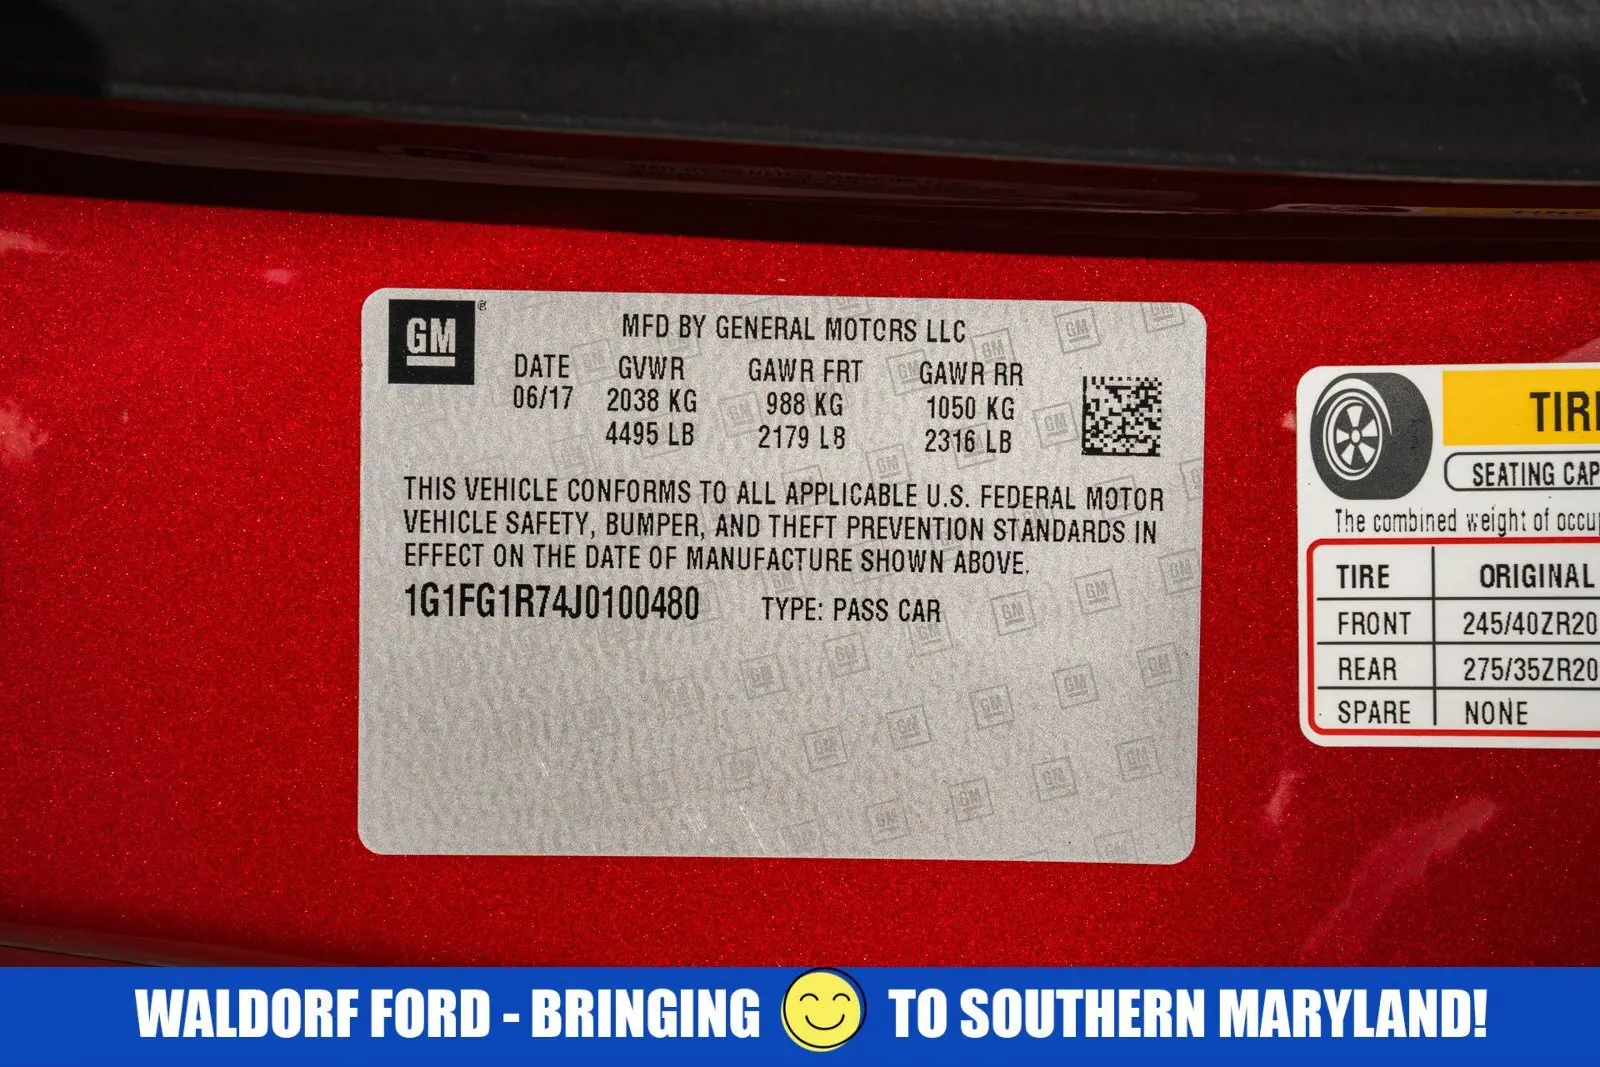 GM
MFD BY GENERAL MOTORS LLC
DATE GVWR GAWR FRT GAWR RR
06/17 2038 KG 988 KG 1050 KG
4495 LB 2179 LB 2316 LB
THIS VEHICLE CONFORMS TO ALL APPLICABLE U.S. FEDERAL MOTOR
VEHICLE SAFETY, BUMPER, AND THEFT PREVENTION STANDARDS IN
EFFECT ON THE DATE OF MANUFACTURE SHOWN ABOVE.
1G1FG1R74J0100480 TYPE: PASS CAR
TIR
SEATING CAP
The combined weight of occu
TIRE ORIGINAL
FRONT 245/40ZR20
REAR 275/35ZR20
SPARE NONE
WALDORF FORD - BRINGING TO SOUTHERN MARYLAND!